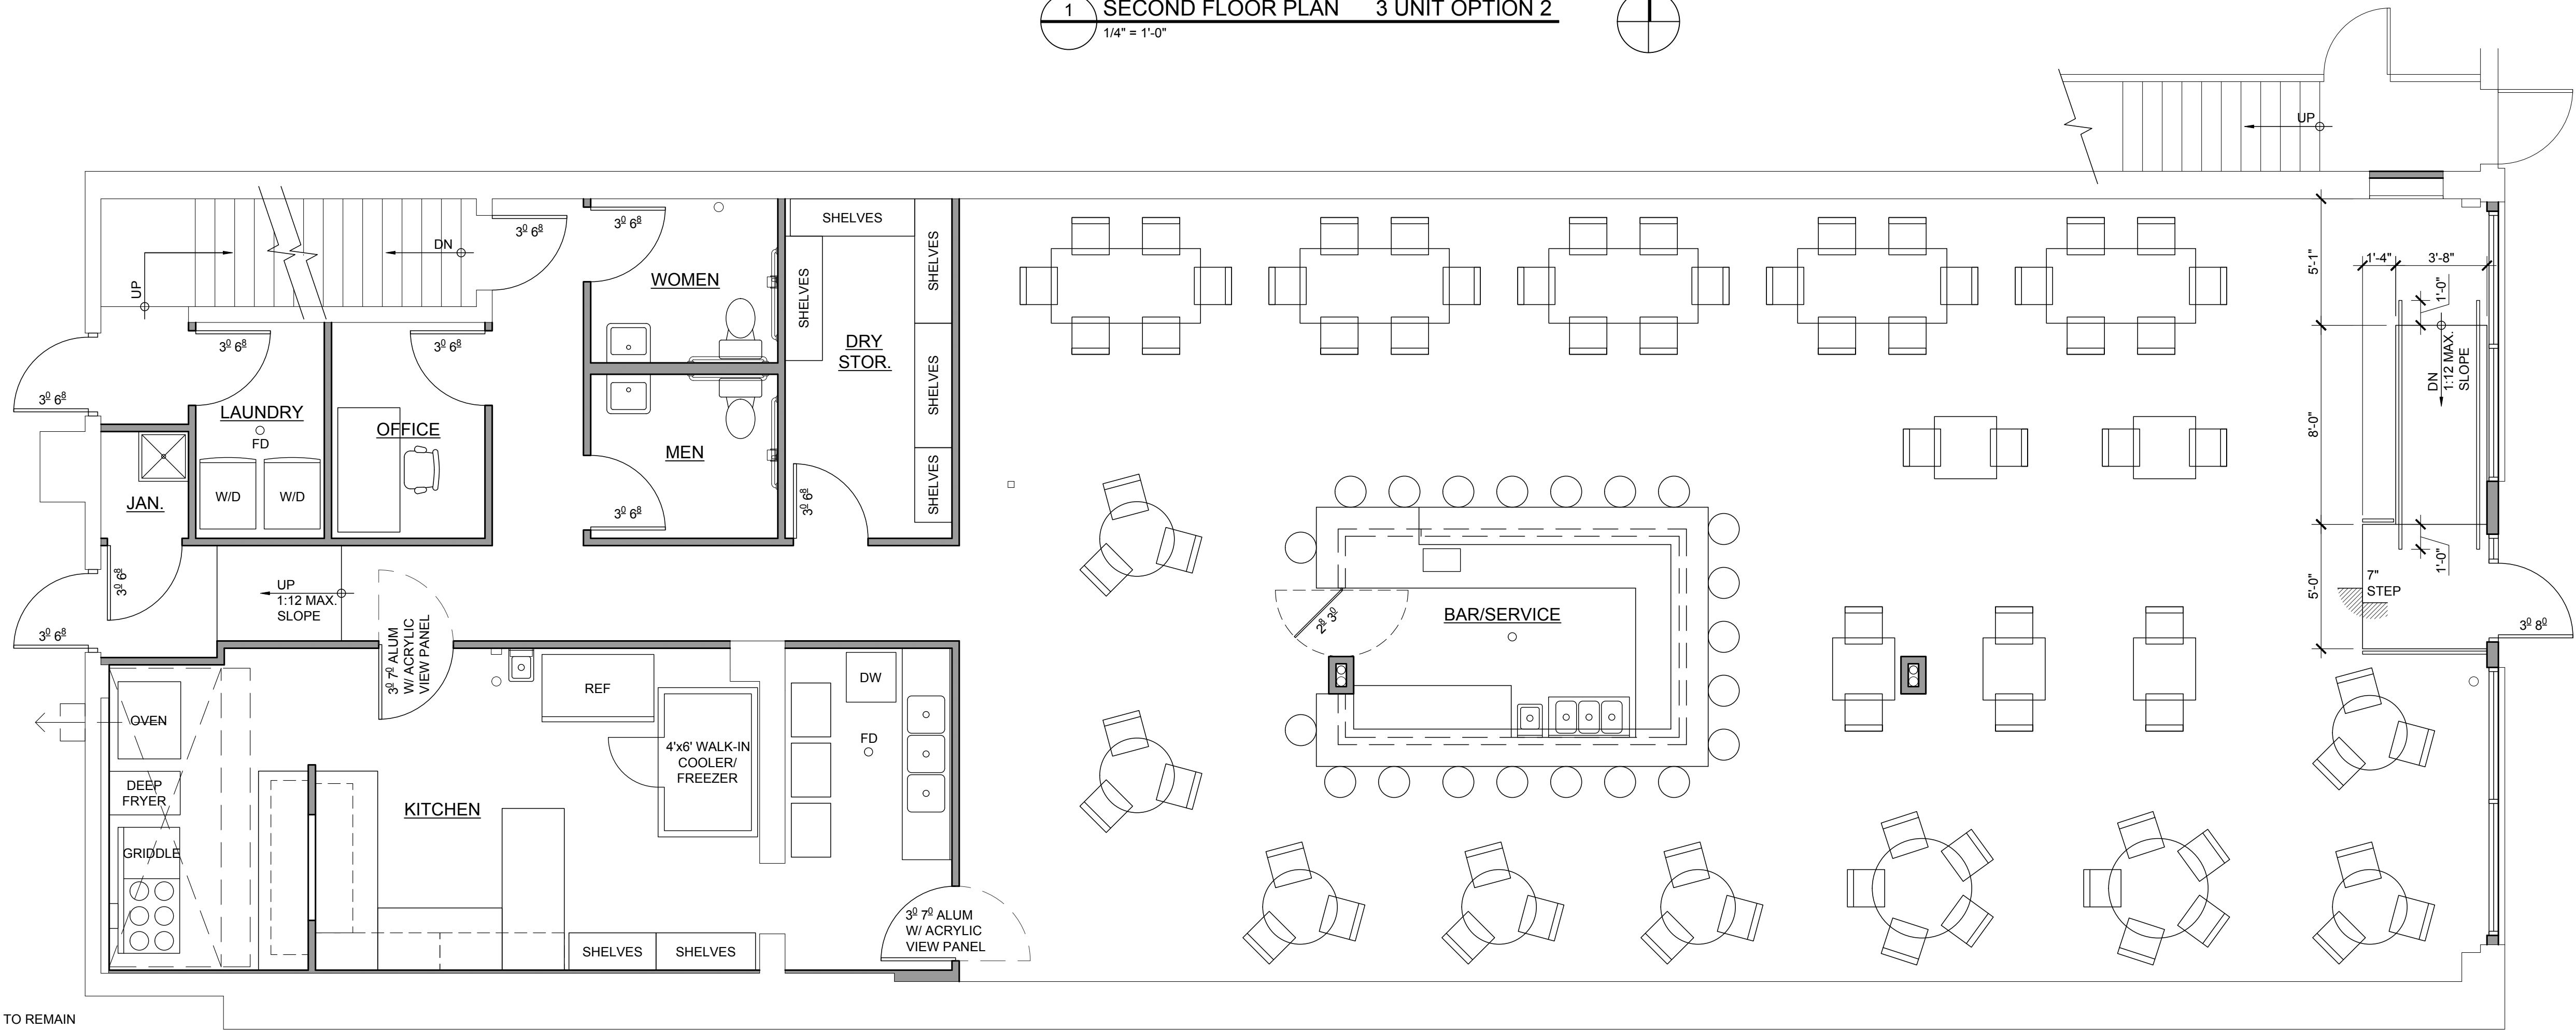 1
SECOND FLOOR PLAN 3 UNIT OPTION 2
1/4" = 1'-0"
UP
DN
UP
3⁰ 6⁸
3⁰ 6⁸
3⁰ 6⁸
3⁰ 6⁸
3⁰ 6⁸
WOMEN
MEN
3⁰ 6⁸
SHELVES
SHELVES
SHELVES
SHELVES
SHELVES
DRY
STOR.
3⁰ 6⁸
LAUNDRY
FD
W/D
W/D
OFFICE
JAN.
3⁰ 6⁸
3⁰ 6⁸
UP
1:12 MAX.
SLOPE
3⁰ 7⁰ ALUM
W/ ACRYLIC
VIEW PANEL
OVEN
DEEP
FRYER
GRIDDLE
KITCHEN
REF
4'x6' WALK-IN
COOLER/
FREEZER
DW
FD
SHELVES
SHELVES
3⁰ 7⁰ ALUM
W/ ACRYLIC
VIEW PANEL
BAR/SERVICE
2⁸ 3⁰
5'-1"
8'-0"
5'-0"
1'-4"
3'-8"
1'-0"
DN
1:12 MAX.
SLOPE
1'-0"
7"
STEP
3⁰ 8⁰
TO REMAIN